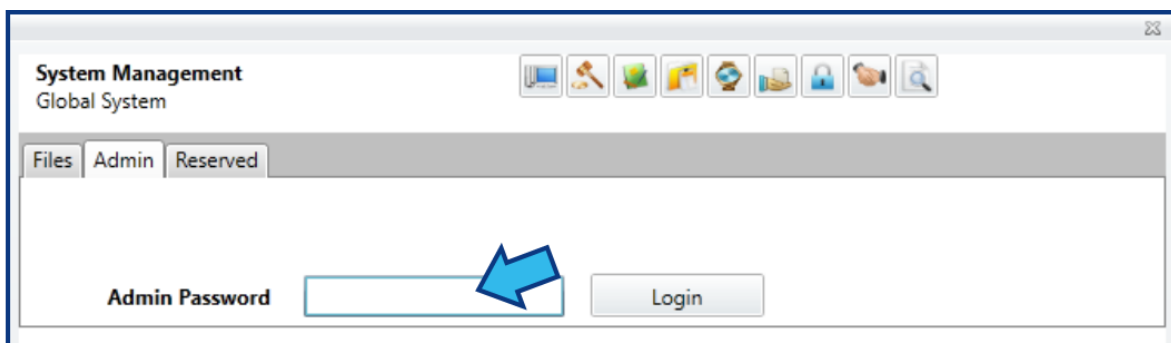 System Management
Global System
Files Admin Reserved
Admin Password Login